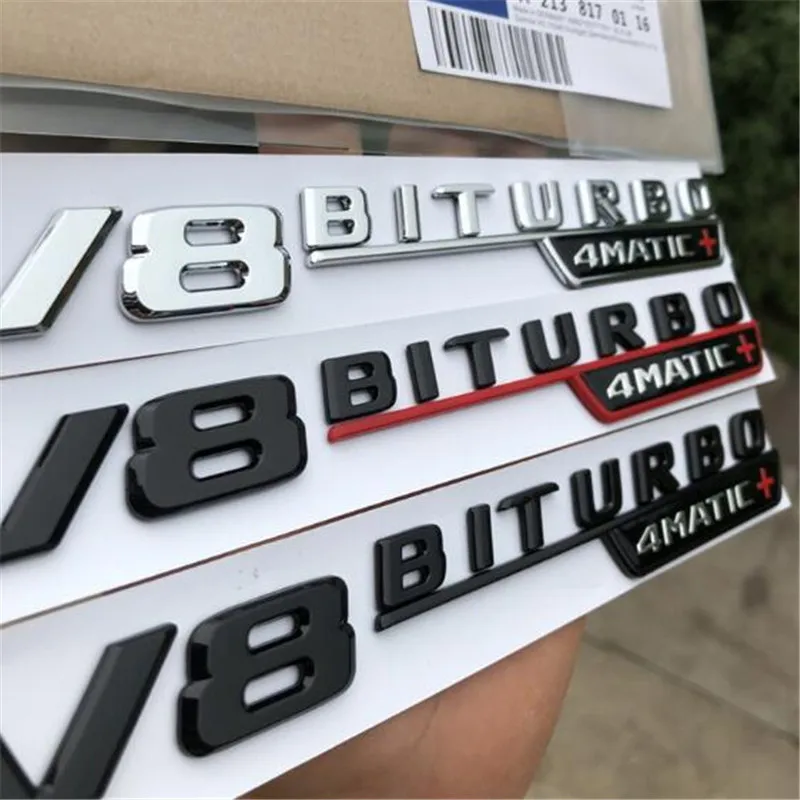 213 817 01 16
V8 BITURBO
4MATIC+
V8 BITURBO
4MATIC+
V8 BITURBO
4MATIC+